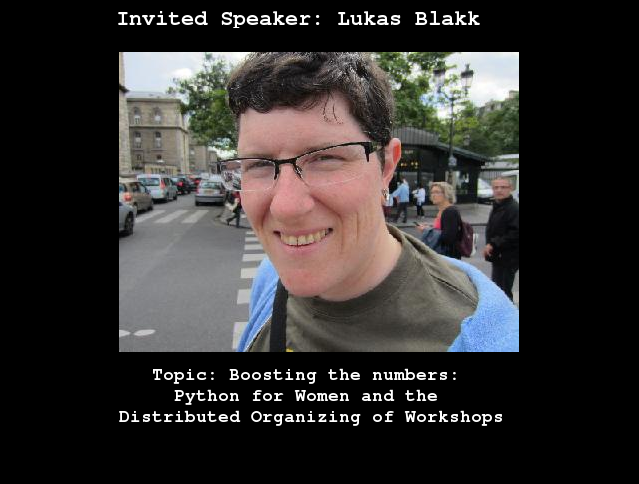 Invited Speaker: Lukas Blakk
Topic: Boosting the numbers:
Python for Women and the
Distributed Organizing of Workshops